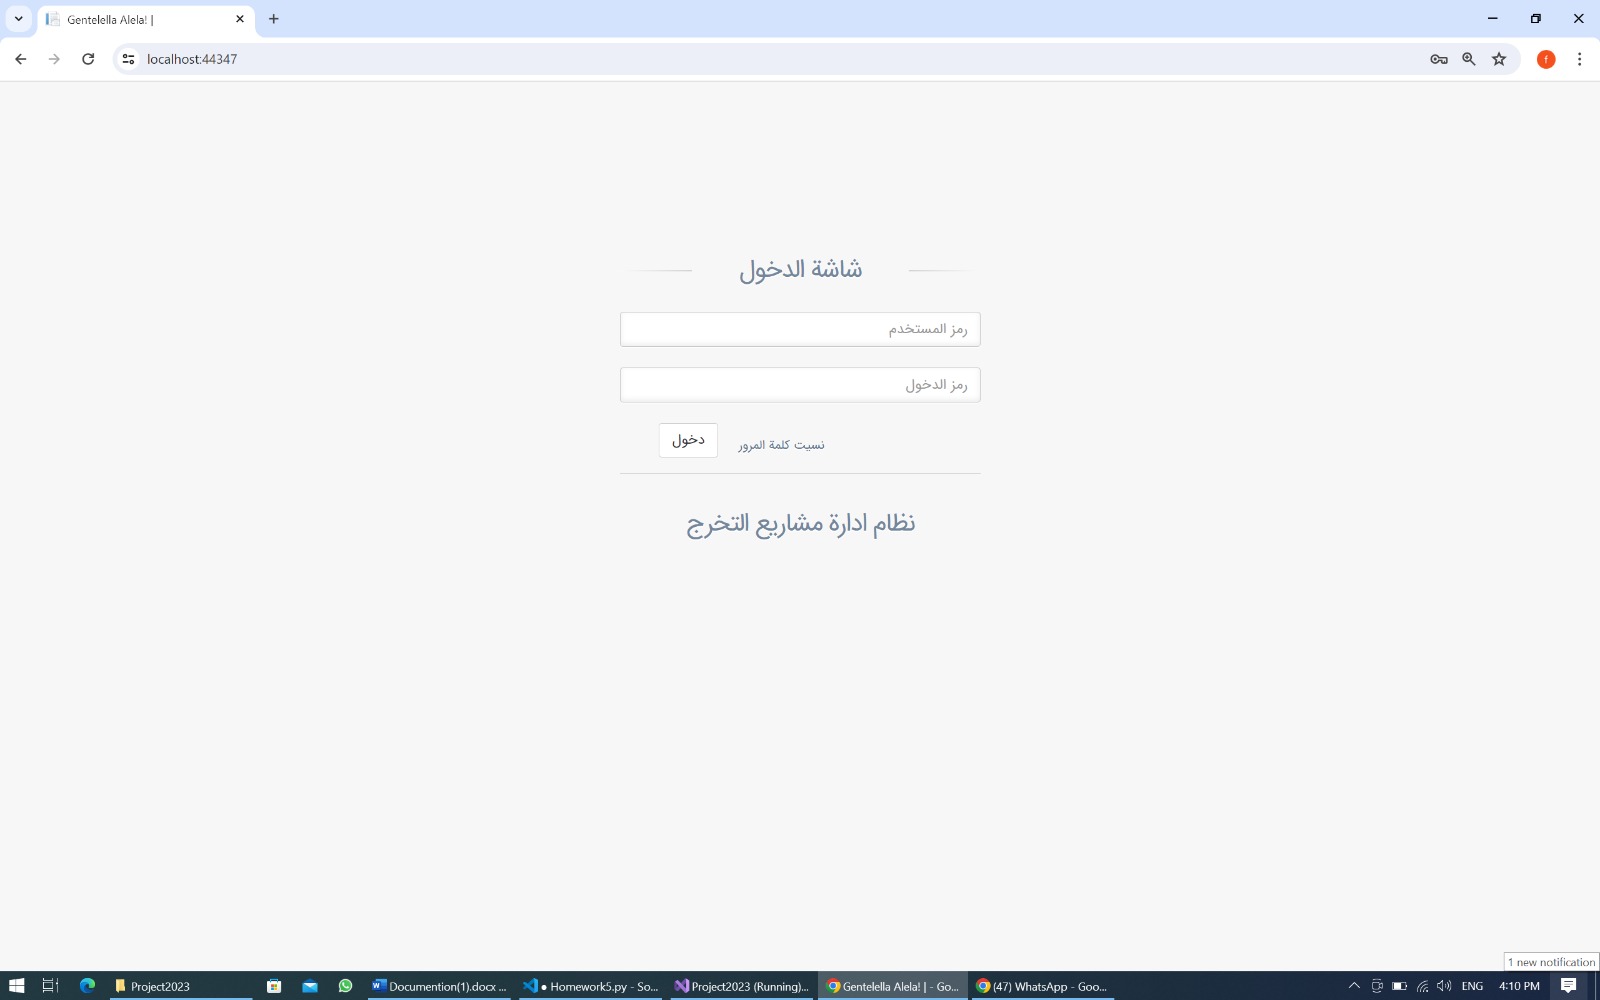 Gentelella Alela! |
localhost:44347
f
شاشة الدخول
رمز المستخدم
رمز الدخول
نسيت كلمة المرور
دخول
نظام ادارة مشاريع التخرج
1 new notification
Project2023
Documention(1).docx ...
● Homework5.py - So...
Project2023 (Running)...
Gentelella Alela! | - Go...
(47) WhatsApp - Goo...
ENG
4:10 PM